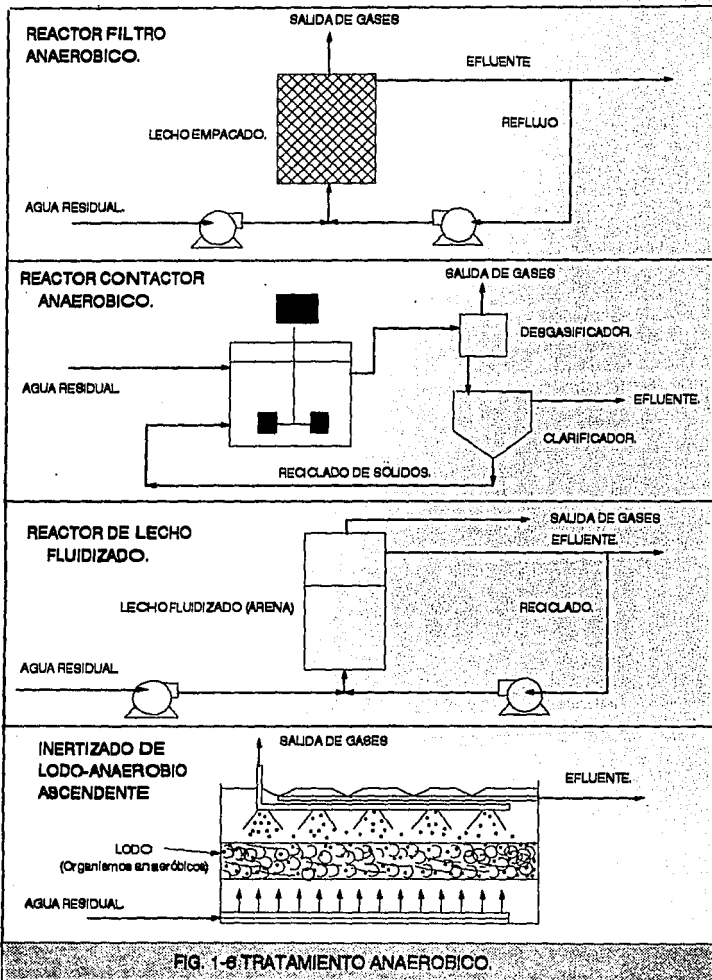 REACTOR FILTRO
ANAEROBICO.
SALIDA DE GASES
EFLUENTE
LECHO EMPACADO.
REFLUJO
AGUA RESIDUAL.
REACTOR CONTACTOR
ANAEROBICO.
SALIDA DE GASES
DESGASIFICADOR.
AGUA RESIDUAL
EFLUENTE.
CLARIFICADOR.
RECICLADO DE SOLIDOS.
REACTOR DE LECHO
FLUIDIZADO.
SALIDA DE GASES
EFLUENTE.
LECHO FLUIDIZADO (ARENA)
RECICLADO.
AGUA RESIDUAL
INERTIZADO DE
LODO-ANAEROBIO
ASCENDENTE
SALIDA DE GASES
EFLUENTE.
LODO
(Organismos anaeróbicos)
AGUA RESIDUAL
FIG. 1-6 TRATAMIENTO ANAEROBICO.